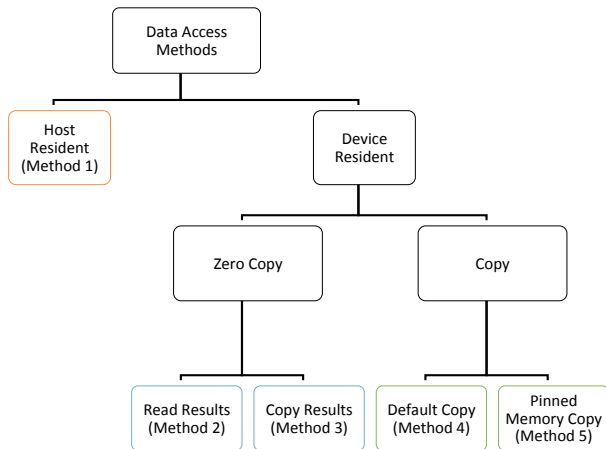 Data Access
Methods
Host
Resident
(Method 1)
Device
Resident
Zero Copy
Copy
Read Results
(Method 2)
Copy Results
(Method 3)
Default Copy
(Method 4)
Pinned
Memory Copy
(Method 5)